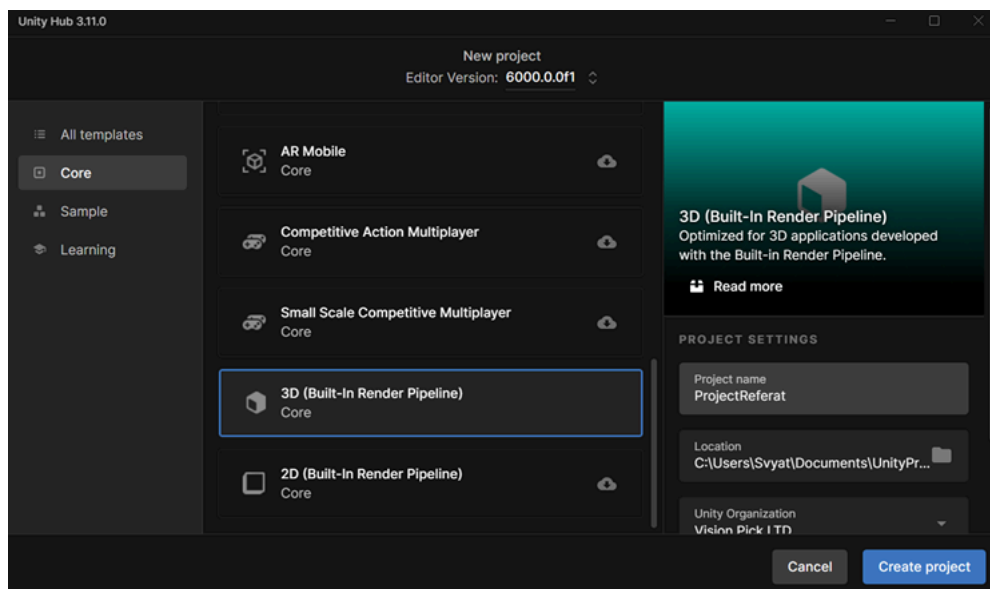 Unity Hub 3.11.0
New project
Editor Version: 6000.0.0f1
All templates
Core
Sample
Learning
AR Mobile
Core
Competitive Action Multiplayer
Core
Small Scale Competitive Multiplayer
Core
3D (Built-In Render Pipeline)
Core
2D (Built-In Render Pipeline)
Core
3D (Built-In Render Pipeline)
Optimized for 3D applications developed
with the Built-in Render Pipeline.
Read more
PROJECT SETTINGS
Project name
ProjectReferat
Location
C:\Users\Svyat\Documents\UnityPr...
Unity Organization
Vision Pick LTD
Cancel
Create project